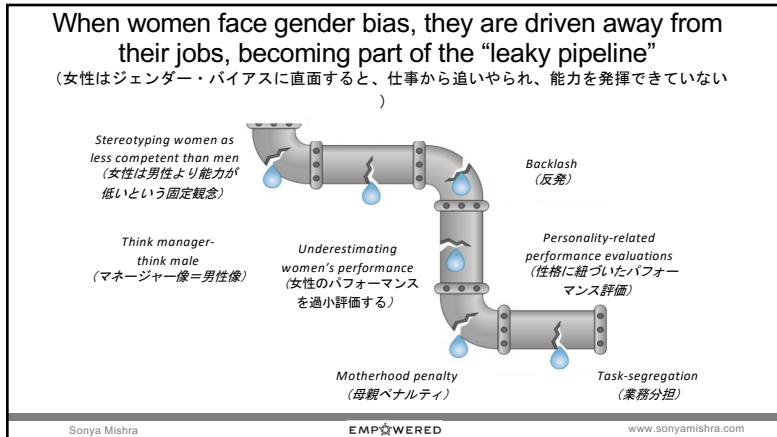 When women face gender bias, they are driven away from
their jobs, becoming part of the “leaky pipeline”
（女性はジェンダー・バイアスに直面すると、仕事から追いやられ、能力を発揮できていない
）
Stereotyping women as
less competent than men
（女性は男性より能力が
低いという固定観念）
Backlash
（反発）
Think manager-
think male
（マネージャー像＝男性像）
Underestimating
women’s performance
（女性のパフォーマンス
を過小評価する）
Personality-related
performance evaluations
（性格に紐づいたパフォー
マンス評価）
Motherhood penalty
（母親ペナルティ）
Task-segregation
（業務分担）
Sonya Mishra
EMPOWERED
www.sonyamishra.com